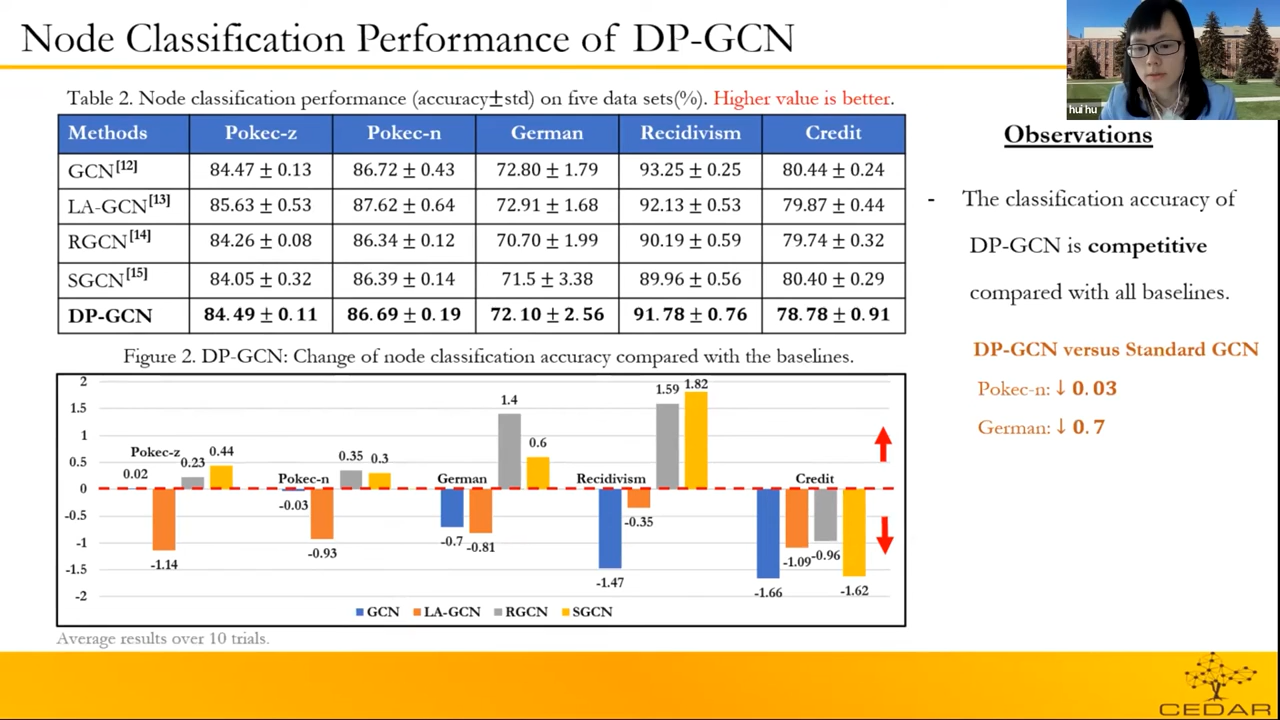 Node Classification Performance of DP-GCN
hui hu
Table 2. Node classification performance (accuracy±std) on five data sets(%). Higher value is better.
Methods Pokec-z Pokec-n German Recidivism Credit
GCN[12] 84.47 ± 0.13 86.72 ± 0.43 72.80 ± 1.79 93.25 ± 0.25 80.44 ± 0.24
LA-GCN[13] 85.63 ± 0.53 87.62 ± 0.64 72.91 ± 1.68 92.13 ± 0.53 79.87 ± 0.44
RGCN[14] 84.26 ± 0.08 86.34 ± 0.12 70.70 ± 1.99 90.19 ± 0.59 79.74 ± 0.32
SGCN[15] 84.05 ± 0.32 86.39 ± 0.14 71.5 ± 3.38 89.96 ± 0.56 80.40 ± 0.29
DP-GCN 84.49 ± 0.11 86.69 ± 0.19 72.10 ± 2.56 91.78 ± 0.76 78.78 ± 0.91
Figure 2. DP-GCN: Change of node classification accuracy compared with the baselines.
2
1.5
1
0.5
0
-0.5
-1
-1.5
-2
Pokec-z
0.02
-1.14
0.23
0.44
Pokec-n
-0.03
-0.93
0.35
0.3
German
-0.7
-0.81
1.4
0.6
Recidivism
-1.47
-0.35
1.59
1.82
Credit
-1.66
-1.09
-0.96
-1.62
GCN LA-GCN RGCN SGCN
Average results over 10 trials.
Observations
- The classification accuracy of
DP-GCN is competitive
compared with all baselines.
DP-GCN versus Standard GCN
Pokec-n: ↓ 0.03
German: ↓ 0.7
CEDAR